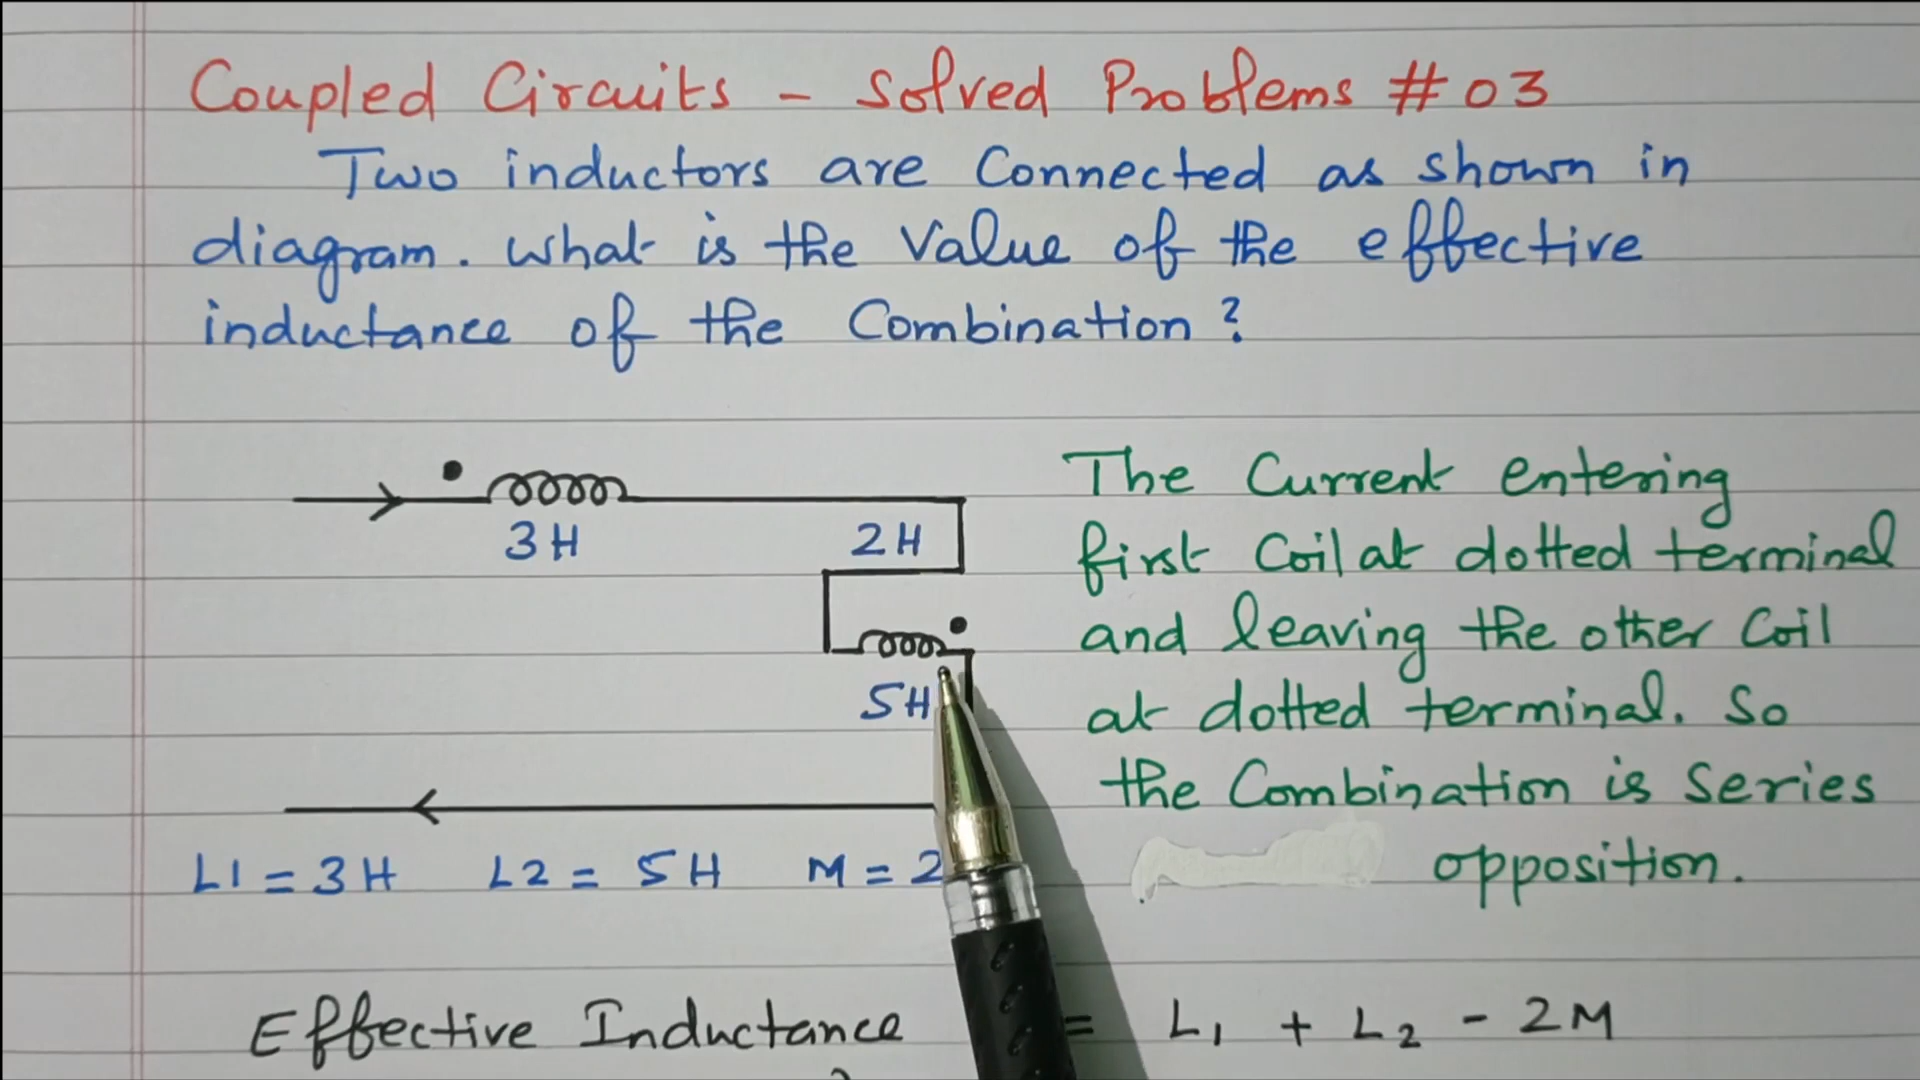 Coupled Circuits - Solved Problems # 03
Two inductors are Connected as shown in
diagram. What is the Value of the effective
inductance of the Combination ?
3H
2H
5H
The Current entering
first Coil at dotted terminal
and leaving the other Coil
at dotted terminal. So
the Combination is Series
opposition.
L1 = 3H L2 = 5H M = 2
Effective Inductance = L1 + L2 - 2M